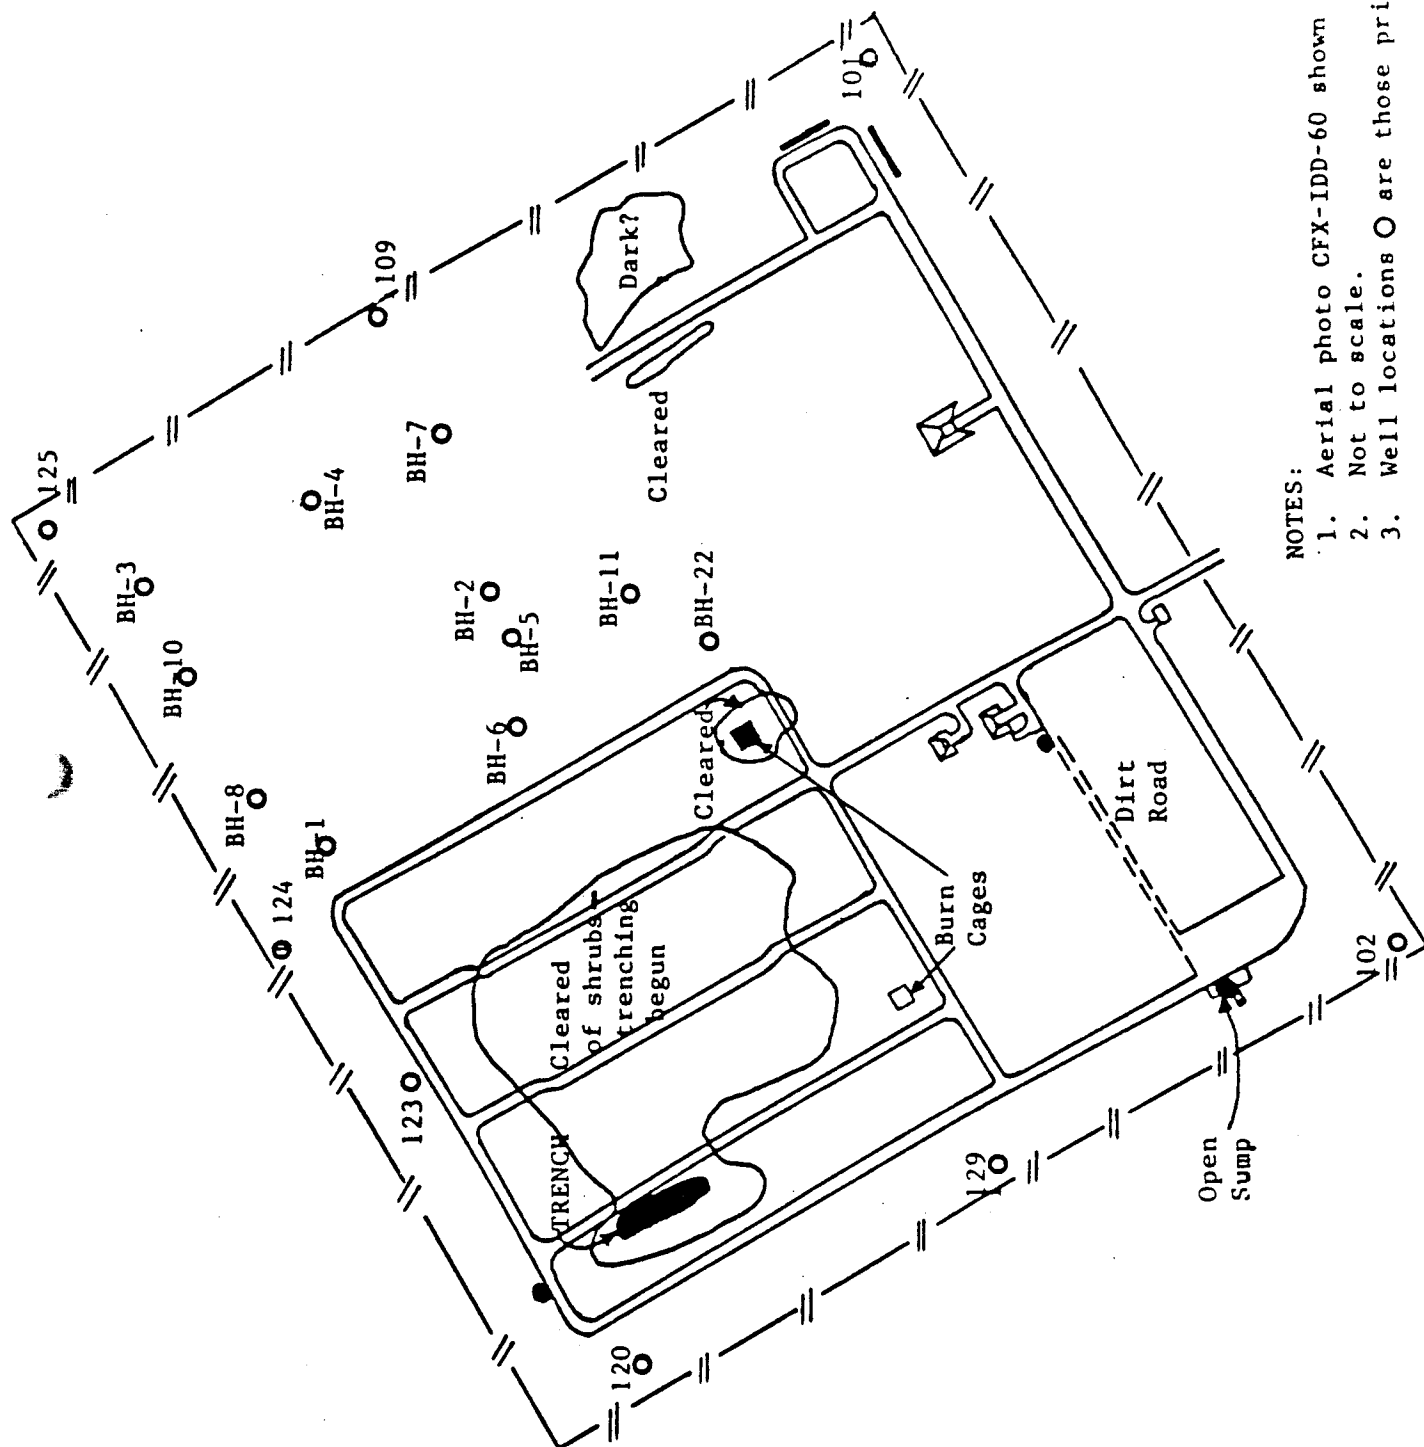 125
BH-3
BH-10
109
BH-4
BH-7
101
Dark?
BH-8
124
BH-1
BH-2
BH-5
BH-6
BH-11
BH-22
Cleared
Cleared
Cleared
of shrubs-
trenching
begun
123
TRENCH
120
Burn
Cages
129
Dirt
Road
Open
Sump
102
NOTES:
1. Aerial photo CFX-IDD-60 shown
2. Not to scale.
3. Well locations O are those pri